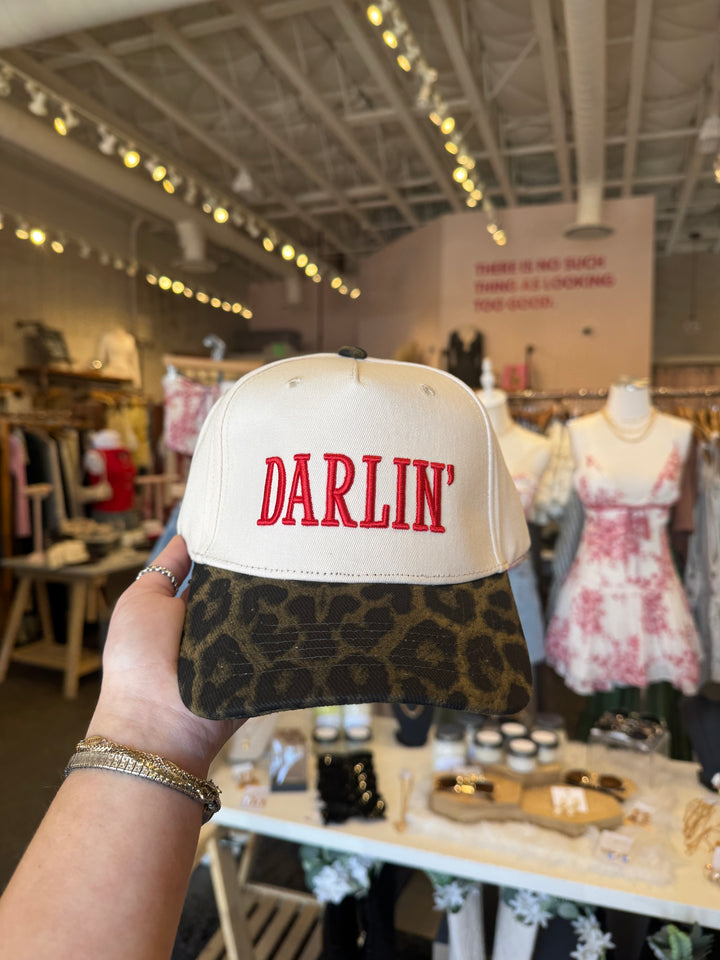 THERE IS NO SUCH
THING AS LOOKING
TOO GOOD.
DARLIN'